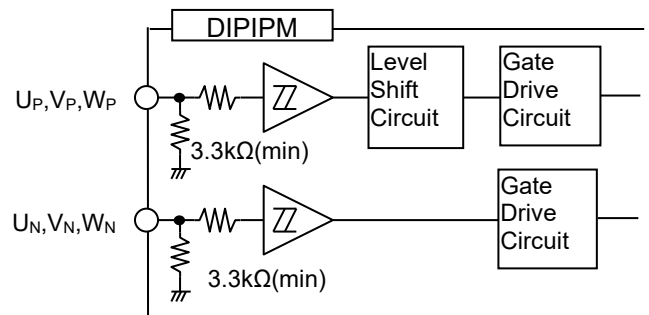 DIPIPM
Level
Shift
Circuit
Gate
Drive
Circuit
UP,VP,WP
3.3kΩ(min)
Gate
Drive
Circuit
UN,VN,WN
3.3kΩ(min)